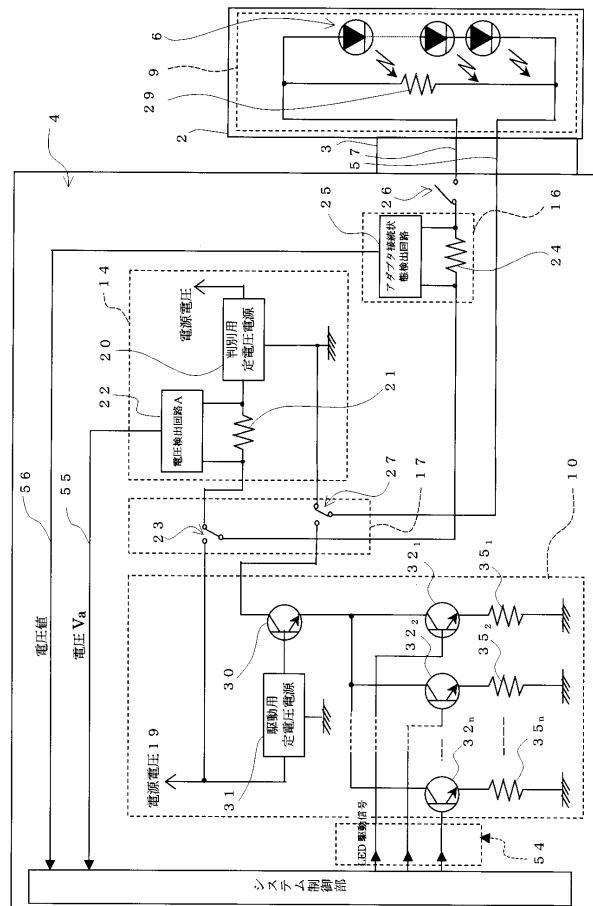 4
6
9
29
2
3
57
26
16
25
アダプタ接続状
態検出回路
24
14
電源電圧
20
判別用
定電圧電源
22
電圧検出回路A
21
56
55
27
17
23
電圧値
電圧Va
10
30
32₁
35₁
32₂
35₂
32ₙ
35ₙ
電源電圧19
駆動用
定電圧電源
31
LED駆動信号
54
システム制御部